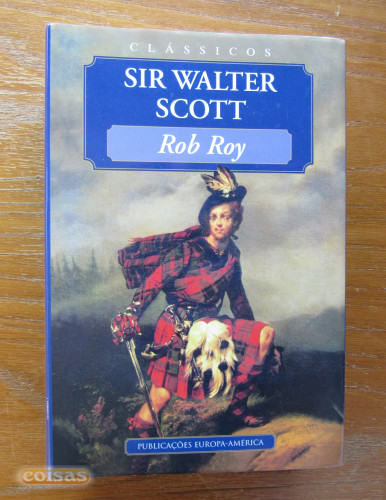 CLÁSSICOS
SIR WALTER
SCOTT
Rob Roy
PUBLICAÇÕES EUROPA-AMÉRICA
coisas